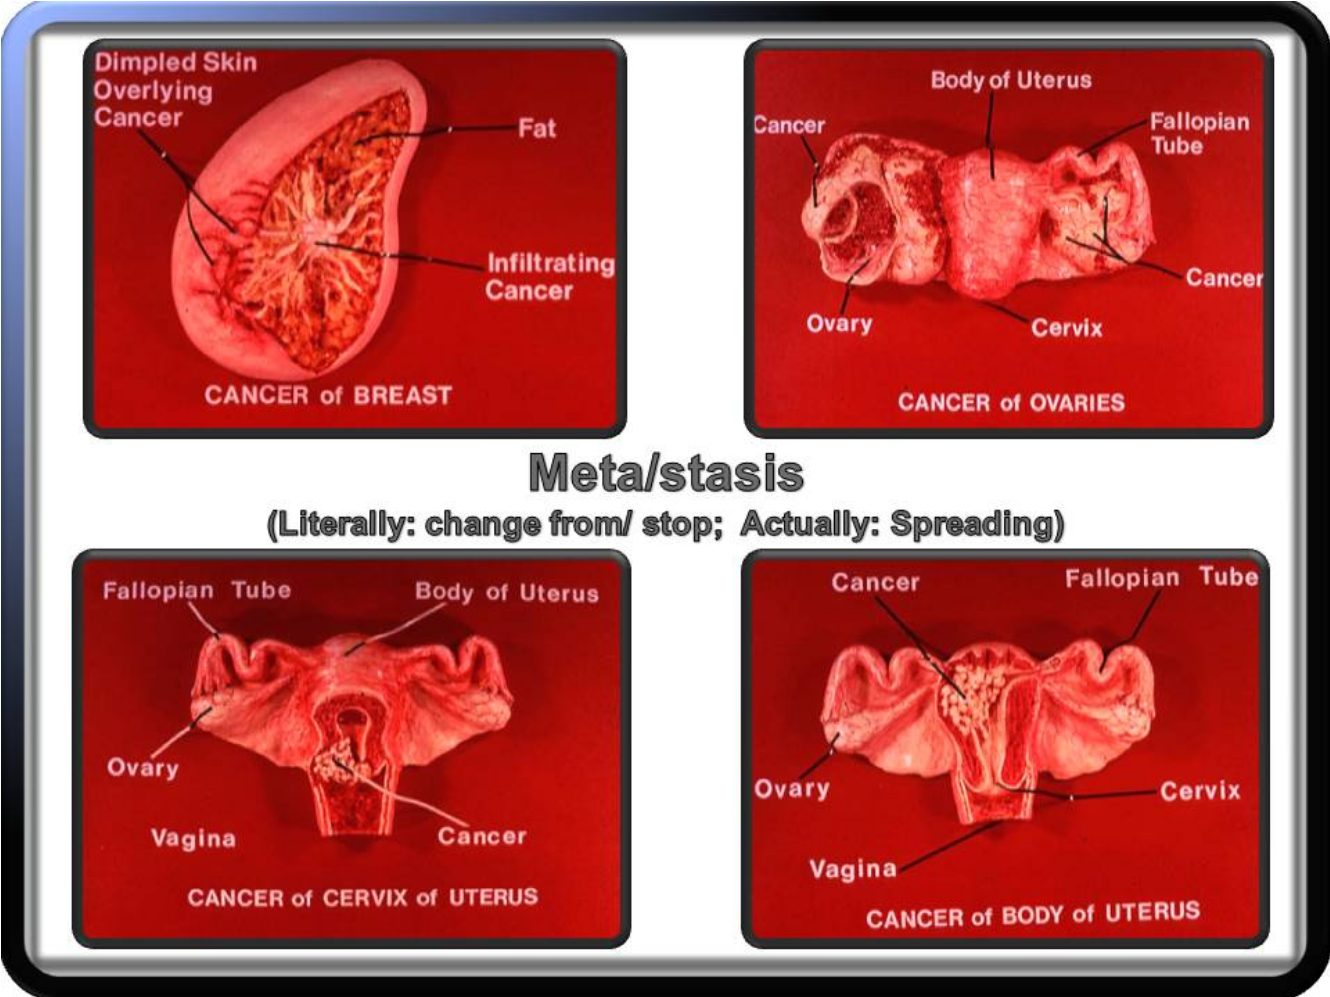 Dimpled Skin
Overlying
Cancer
Fat
Infiltrating
Cancer
CANCER of BREAST
Body of Uterus
Cancer
Fallopian
Tube
Cancer
Ovary
Cervix
CANCER of OVARIES
Meta/stasis
(Literally: change from/ stop;  Actually: Spreading)
Fallopian Tube
Body of Uterus
Ovary
Vagina
Cancer
CANCER of CERVIX of UTERUS
Cancer
Fallopian Tube
Ovary
Cervix
Vagina
CANCER of BODY of UTERUS